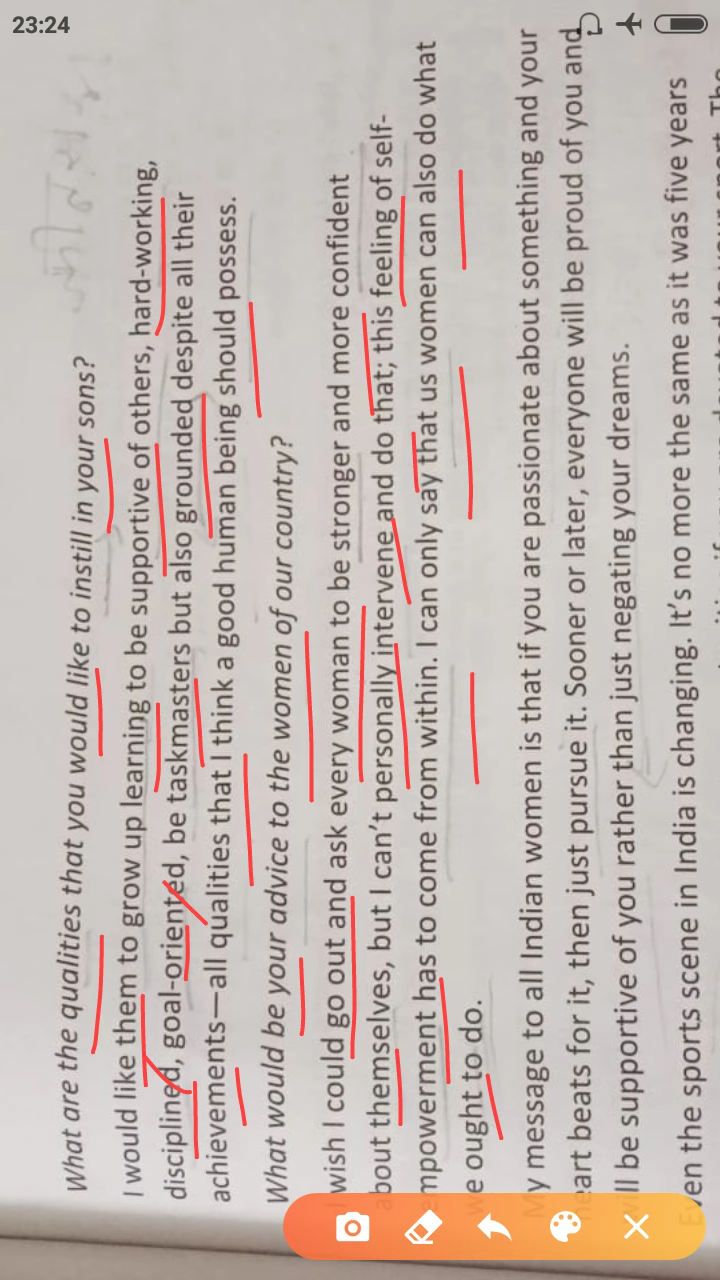 23:24
What are the qualities that you would like to instill in your sons?
I would like them to grow up learning to be supportive of others, hard-working,
disciplined, goal-oriented, be taskmasters but also grounded despite all their
achievements—all qualities that I think a good human being should possess.
What would be your advice to the women of our country?
I wish I could go out and ask every woman to be stronger and more confident
about themselves, but I can't personally intervene and do that; this feeling of self-
empowerment has to come from within. I can only say that us women can also do what
we ought to do.
My message to all Indian women is that if you are passionate about something and your
heart beats for it, then just pursue it. Sooner or later, everyone will be proud of you and
will be supportive of you rather than just negating your dreams.
Even the sports scene in India is changing. It's no more the same as it was five years